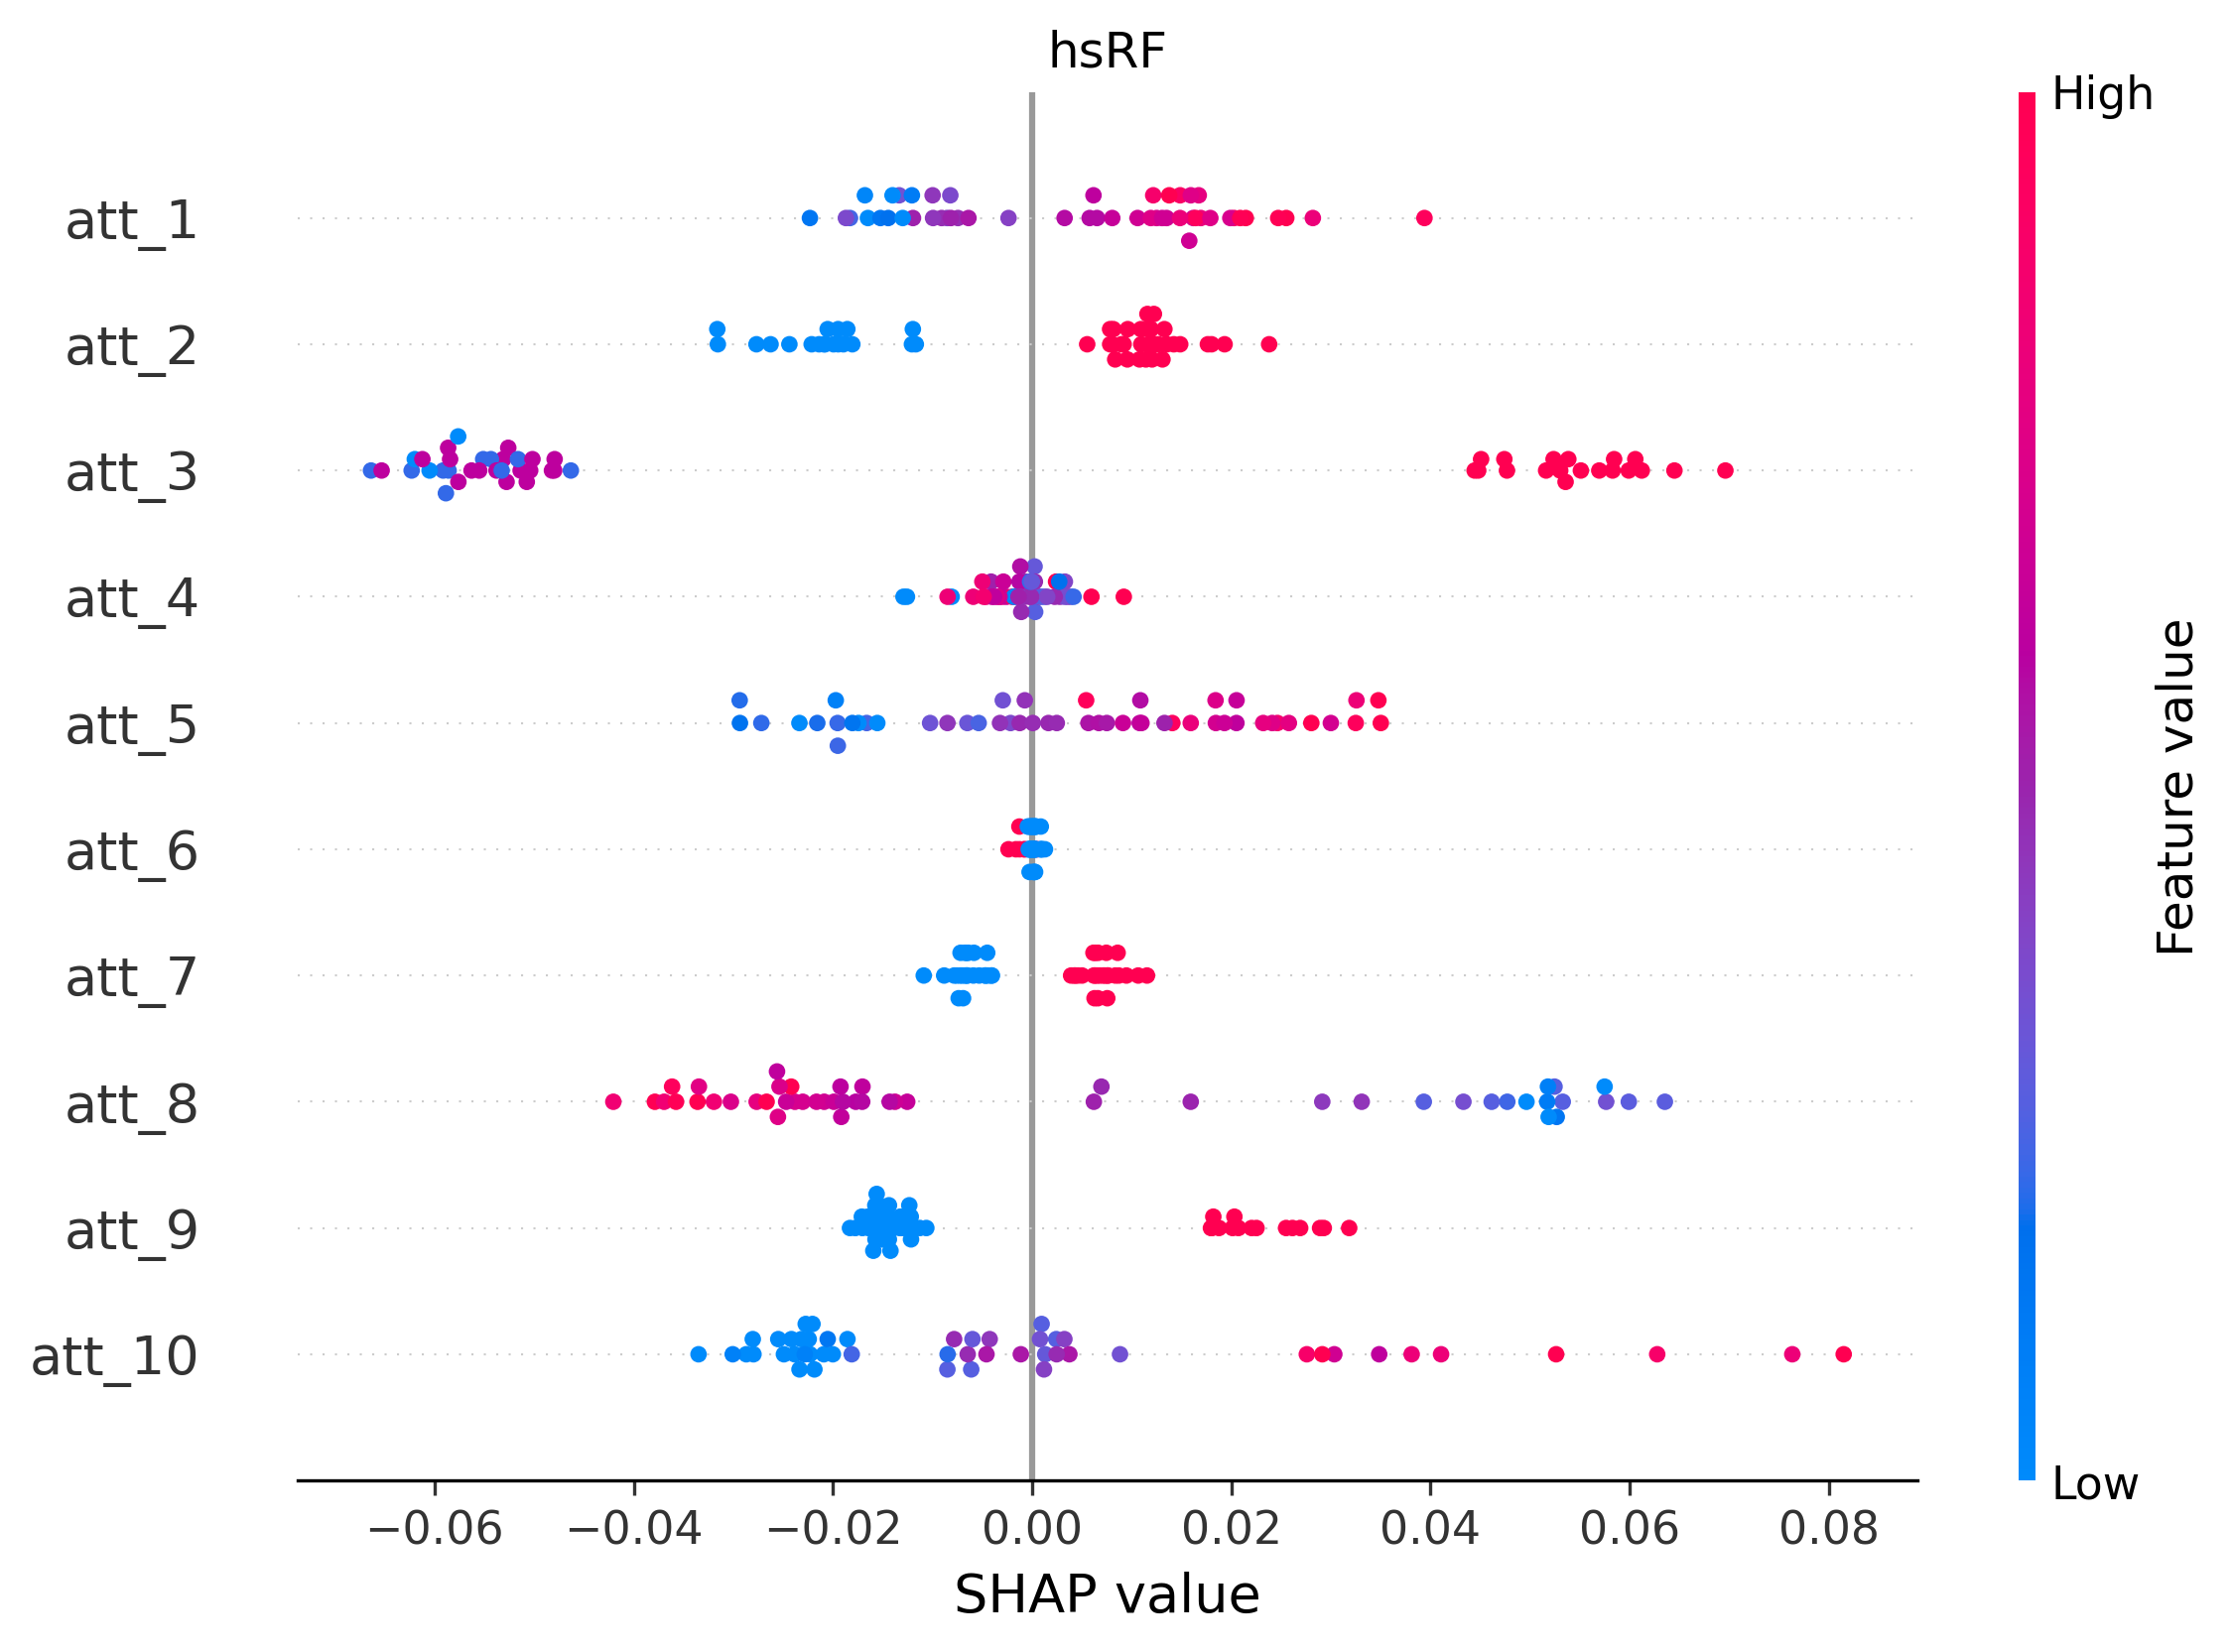 hsRF
High
att_1
att_2
att_3
att_4
att_5
att_6
att_7
att_8
att_9
att_10
Feature value
Low
−0.06 −0.04 −0.02 0.00 0.02 0.04 0.06 0.08
SHAP value